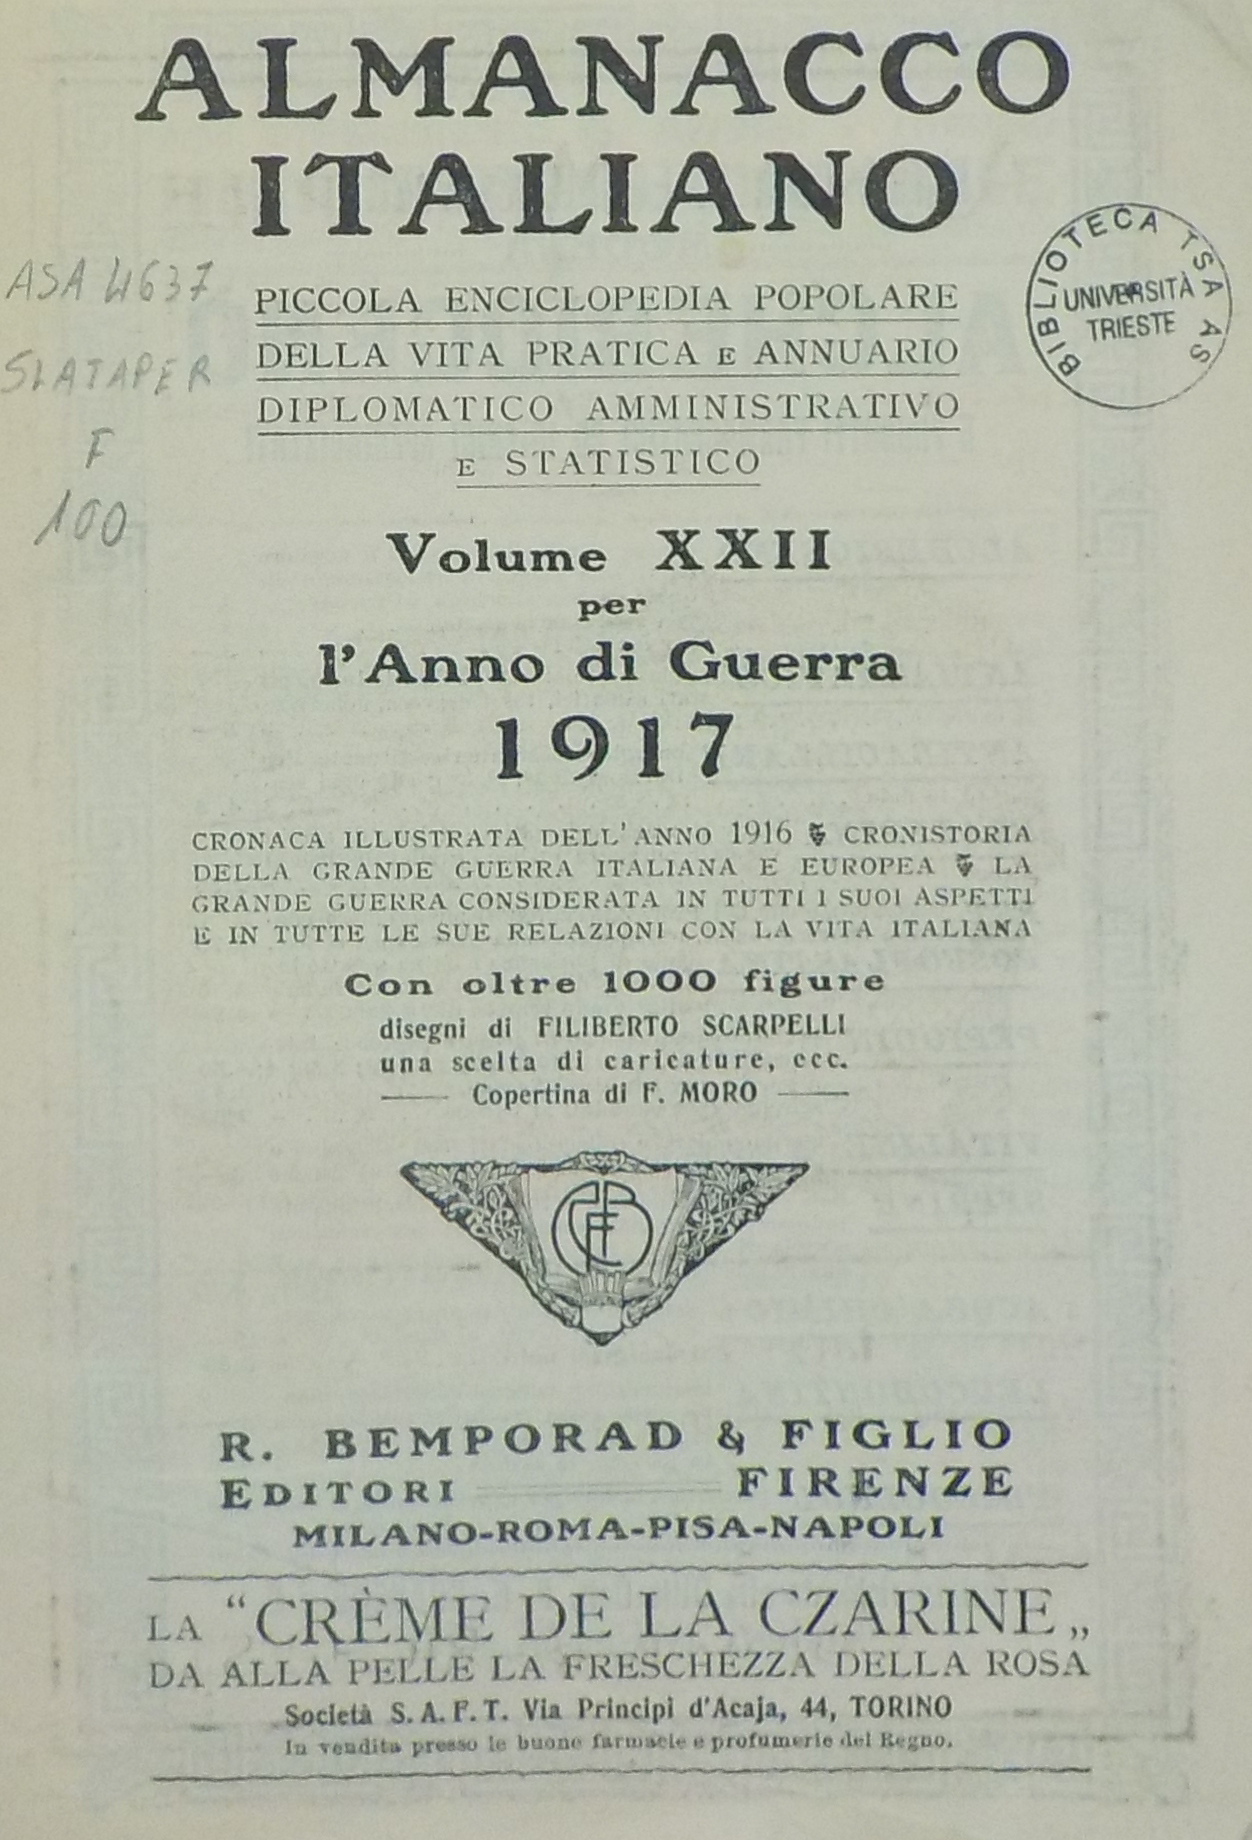 ALMANACCO
ITALIANO
ASA 4637
SLATAPER
F
100
BIBLIOTECA TSA AS
UNIVERSITÀ
TRIESTE
PICCOLA ENCICLOPEDIA POPOLARE
DELLA VITA PRATICA E ANNUARIO
DIPLOMATICO AMMINISTRATIVO
E STATISTICO
Volume XXII
per
l'Anno di Guerra
1917
CRONACA ILLUSTRATA DELL'ANNO 1916 CRONISTORIA
DELLA GRANDE GUERRA ITALIANA E EUROPEA LA
GRANDE GUERRA CONSIDERATA IN TUTTI I SUOI ASPETTI
E IN TUTTE LE SUE RELAZIONI CON LA VITA ITALIANA
Con oltre 1000 figure
disegni di FILIBERTO SCARPELLI
una scelta di caricature, ecc.
Copertina di F. MORO
R. BEMPORAD & FIGLIO
EDITORI FIRENZE
MILANO-ROMA-PISA-NAPOLI
LA "CRÈME DE LA CZARINE„
DA ALLA PELLE LA FRESCHEZZA DELLA ROSA
Società S.A.F.T. Via Principi d'Acaja, 44, TORINO
In vendita presso le buone farmacie e profumerie del Regno.